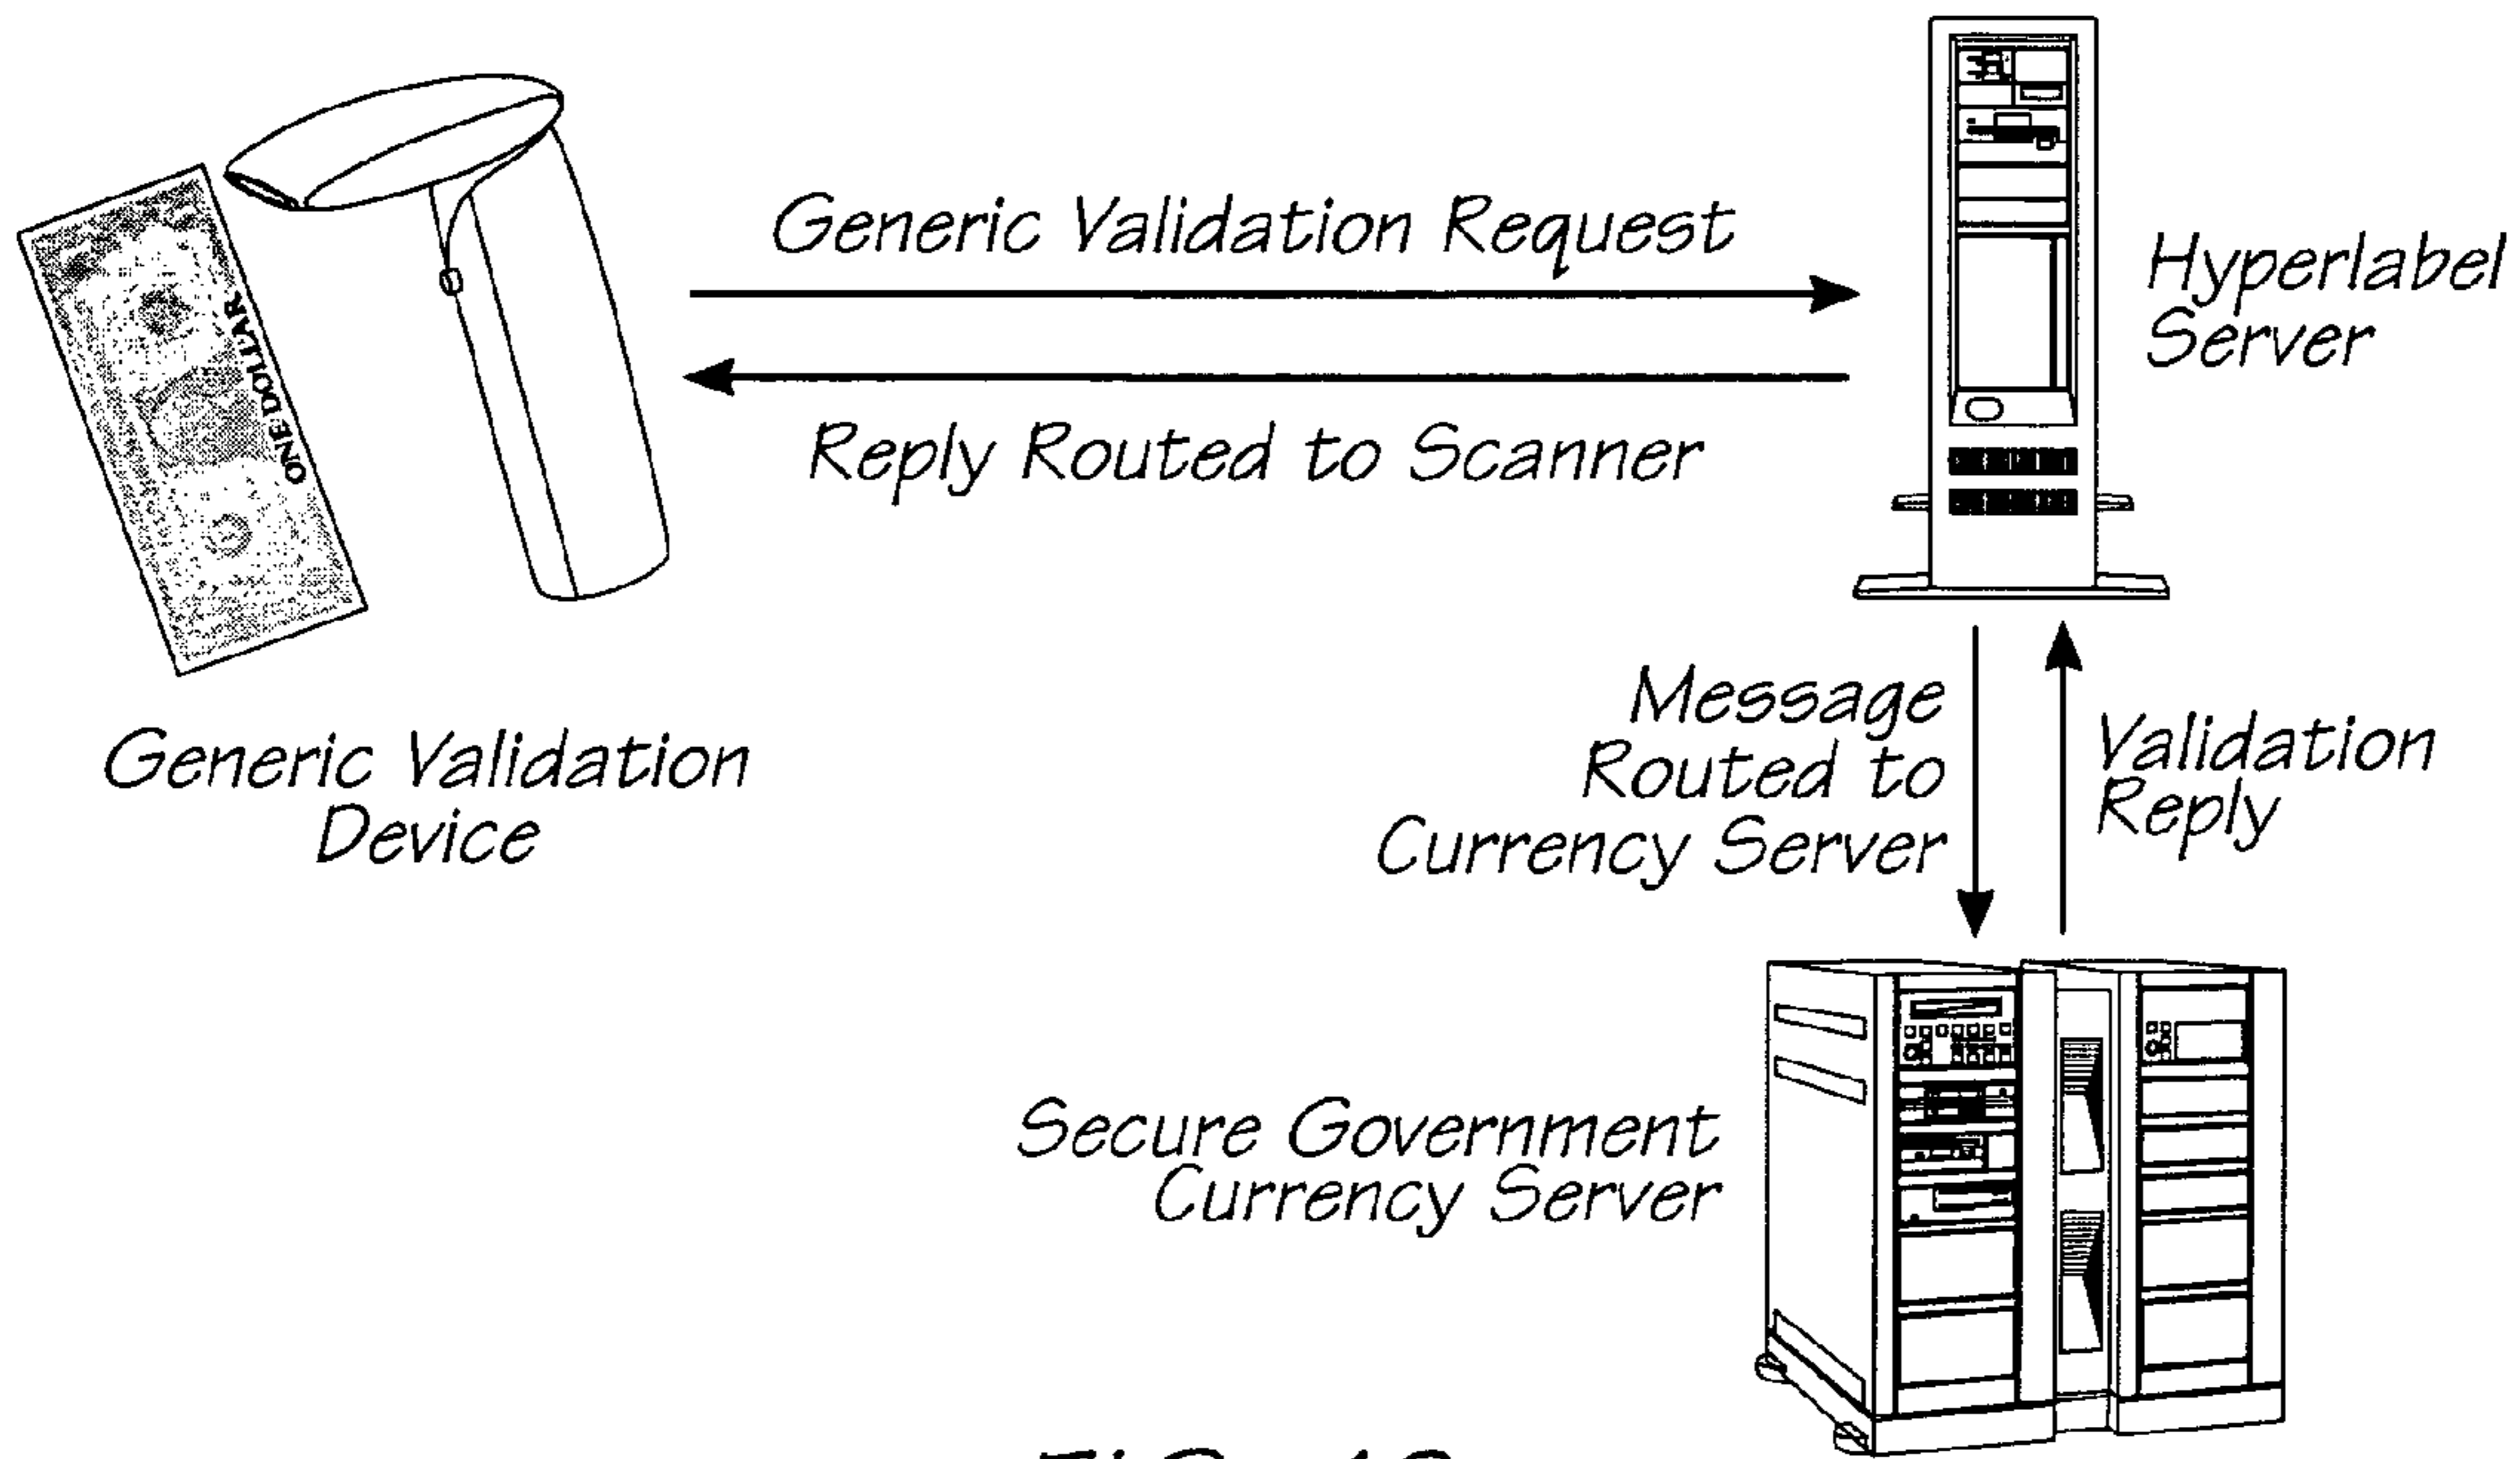 Generic Validation Request
Hyperlabel
Server
Reply Routed to Scanner
ONE DOLLAR
Generic Validation
Device
Message
Routed to
Currency Server
Validation
Reply
Secure Government
Currency Server